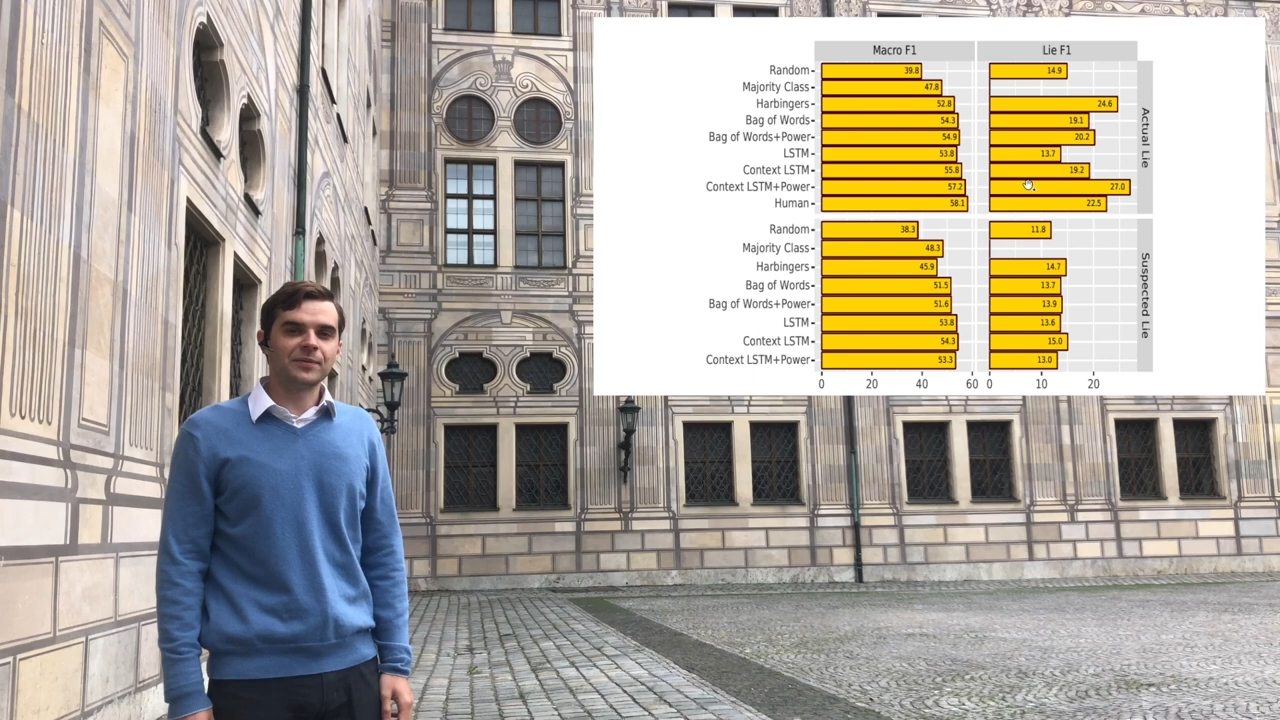 Macro F1 Lie F1
Random 39.8 14.9
Majority Class 47.8
Harbingers 52.8 24.6
Bag of Words 54.3 19.1
Bag of Words+Power 54.9 20.2
LSTM 53.8 13.7
Context LSTM 55.8 19.2
Context LSTM+Power 57.2 27.0
Human 58.1 22.5
Actual Lie
Random 38.3 11.8
Majority Class 48.3
Harbingers 45.9 14.7
Bag of Words 51.5 13.7
Bag of Words+Power 51.6 13.9
LSTM 53.8 13.6
Context LSTM 54.3 15.0
Context LSTM+Power 53.3 13.0
Suspected Lie
0 20 40 60 0 10 20